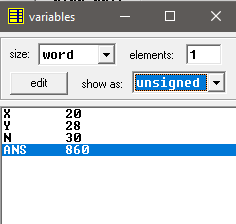 variables
size: word elements: 1
edit show as: unsigned
X 20
Y 28
N 30
ANS 860